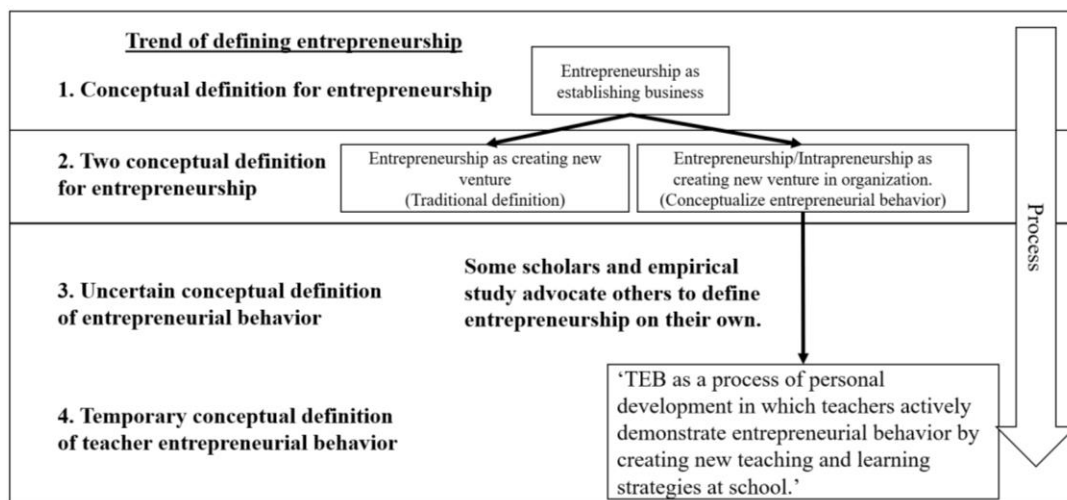 Trend of defining entrepreneurship
1. Conceptual definition for entrepreneurship
Entrepreneurship as
establishing business
2. Two conceptual definition
for entrepreneurship
Entrepreneurship as creating new
venture
(Traditional definition)
Entrepreneurship/Intrapreneurship as
creating new venture in organization.
(Conceptualize entrepreneurial behavior)
Process
3. Uncertain conceptual definition
of entrepreneurial behavior
Some scholars and empirical
study advocate others to define
entrepreneurship on their own.
4. Temporary conceptual definition
of teacher entrepreneurial behavior
‘TEB as a process of personal
development in which teachers actively
demonstrate entrepreneurial behavior by
creating new teaching and learning
strategies at school.’